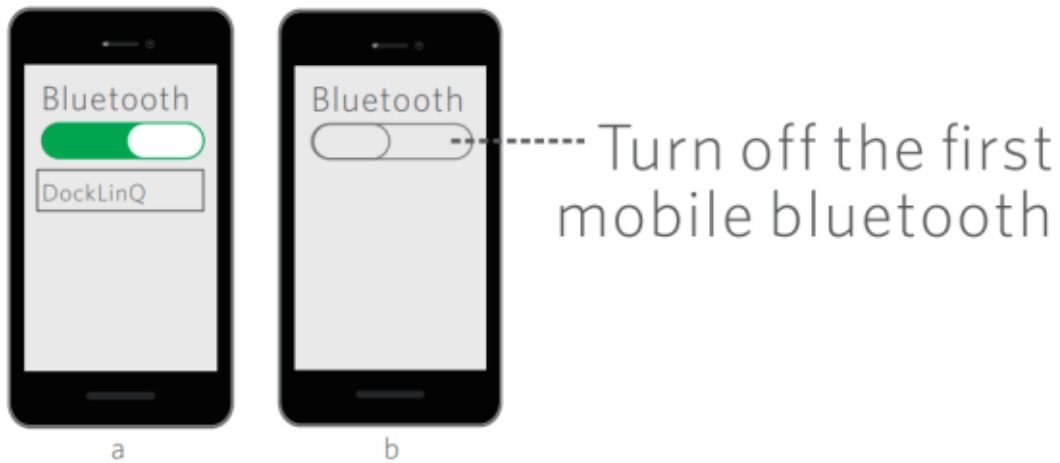 Bluetooth
DockLinQ
a
Bluetooth
b
Turn off the first
mobile bluetooth